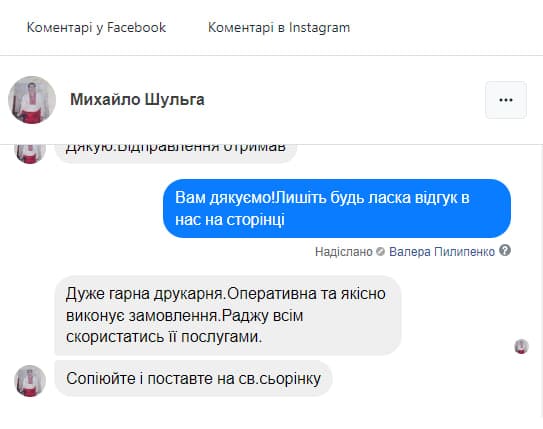 Коментарі у Facebook Коментарі в Instagram
Михайло Шульга
Дякую.Відправлення отримав
Вам дякуємо!Лишіть будь ласка відгук в
нас на сторінці
Надіслано Валера Пилипенко ?
Дуже гарна друкарня.Оперативна та якісно
виконує замовлення.Раджу всім
скористатись її послугами.
Сопіюйте і поставте на св.сьорінку